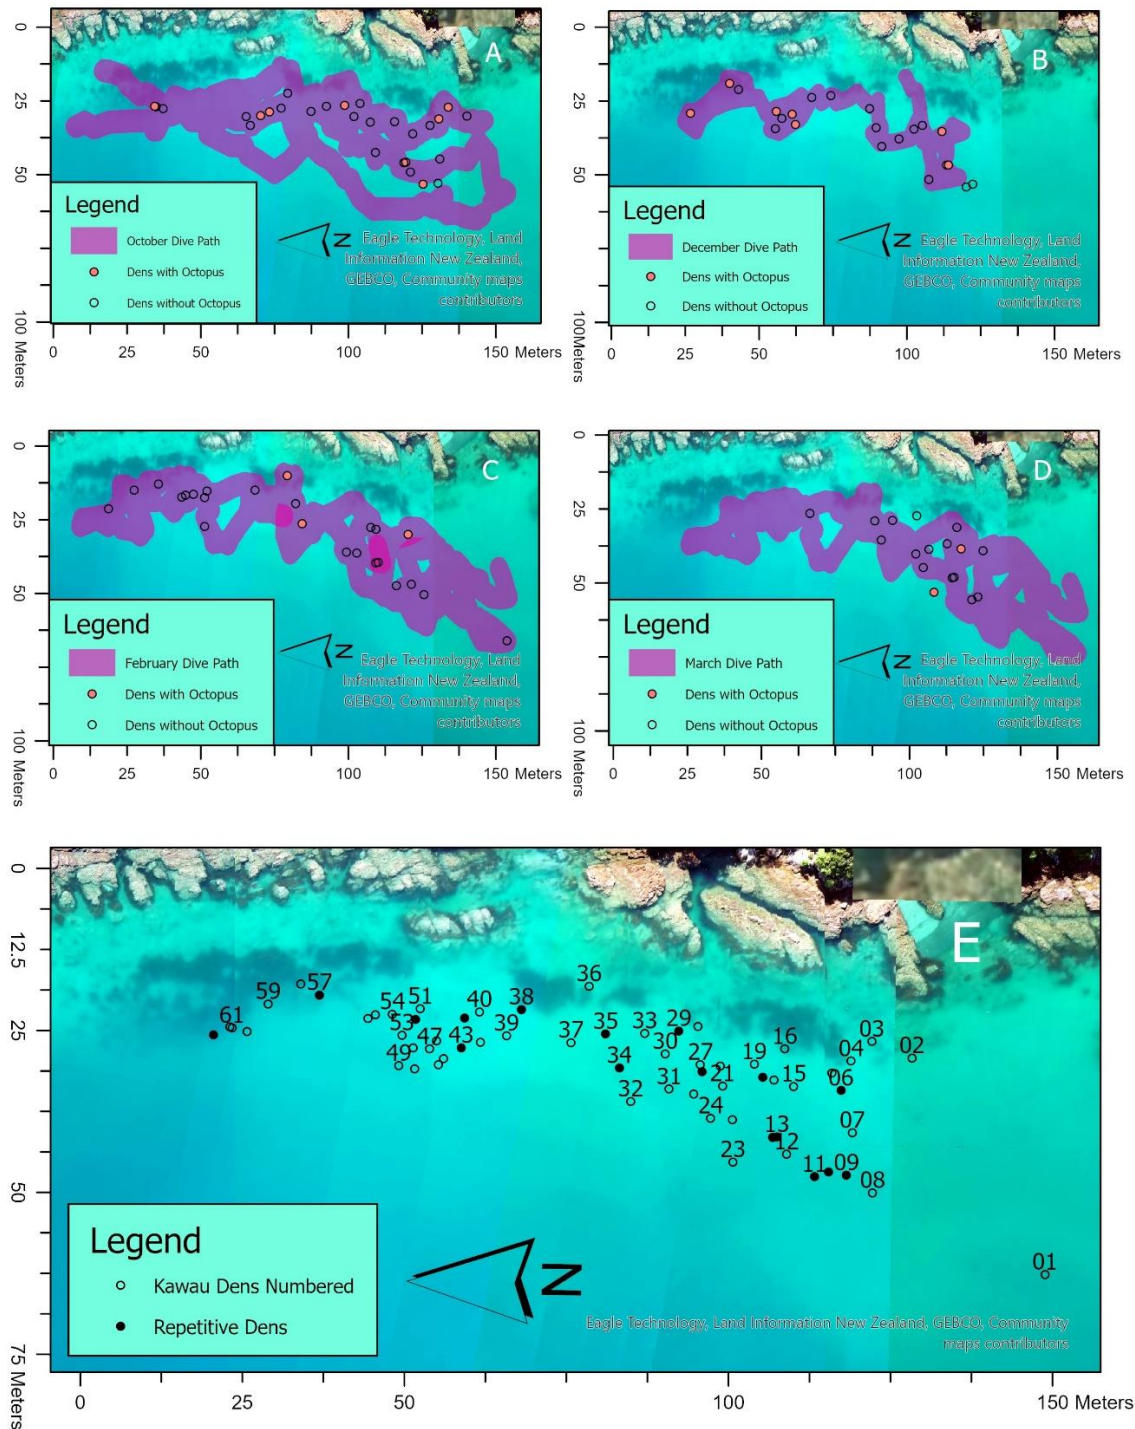 A
0
25
50
100 Meters
Legend
October Dive Path
Dens with Octopus
Dens without Octopus
N
Eagle Technology, Land
Information New Zealand,
GEBCO, Community maps
contributors
0
25
50
100
150 Meters
B
0
25
50
100Meters
Legend
December Dive Path
Dens with Octopus
Dens without Octopus
N
Eagle Technology, Land
Information New Zealand,
GEBCO, Community maps
contributors
0
50
100
150 Meters
C
0
25
50
100 Meters
Legend
February Dive Path
Dens with Octopus
Dens without Octopus
N
Eagle Technology, Land
Information New Zealand,
GEBCO, Community maps
contributors
0
25
50
100
150 Meters
D
0
25
50
100 Meters
Legend
March Dive Path
Dens with Octopus
Dens without Octopus
N
Eagle Technology, Land
Information New Zealand,
GEBCO, Community maps
contributors
0
50
100
150 Meters
E
0
12.5
25
50
75 Meters
36
57
59
54
51
40
38
61
53
47
43
39
37
35
33
29
16
03
49
30
04
02
34
27
19
32
31
21
15
06
24
07
23
13
12
11
09
08
01
Legend
Kawau Dens Numbered
Repetitive Dens
N
Eagle Technology, Land Information New Zealand, GEBCO, Community
maps contributors
0
25
50
100
150 Meters